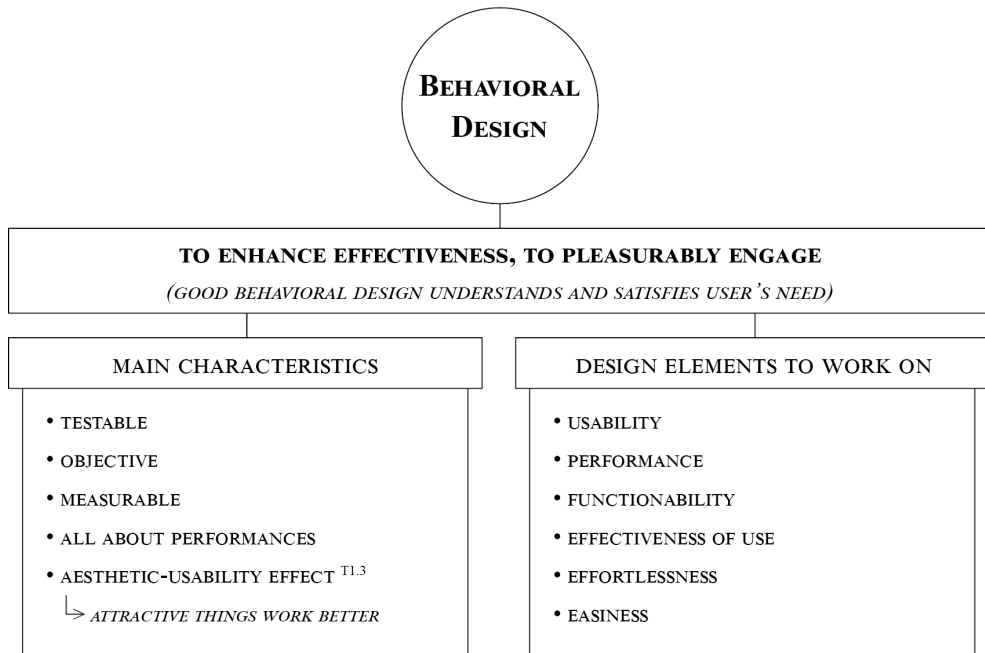 BEHAVIORAL
DESIGN
TO ENHANCE EFFECTIVENESS, TO PLEASURABLY ENGAGE
(GOOD BEHAVIORAL DESIGN UNDERSTANDS AND SATISFIES USER'S NEED)
MAIN CHARACTERISTICS
• TESTABLE
• OBJECTIVE
• MEASURABLE
• ALL ABOUT PERFORMANCES
• AESTHETIC-USABILITY EFFECT T1.3
ATTRACTIVE THINGS WORK BETTER
DESIGN ELEMENTS TO WORK ON
• USABILITY
• PERFORMANCE
• FUNCTIONABILITY
• EFFECTIVENESS OF USE
• EFFORTLESSNESS
• EASINESS